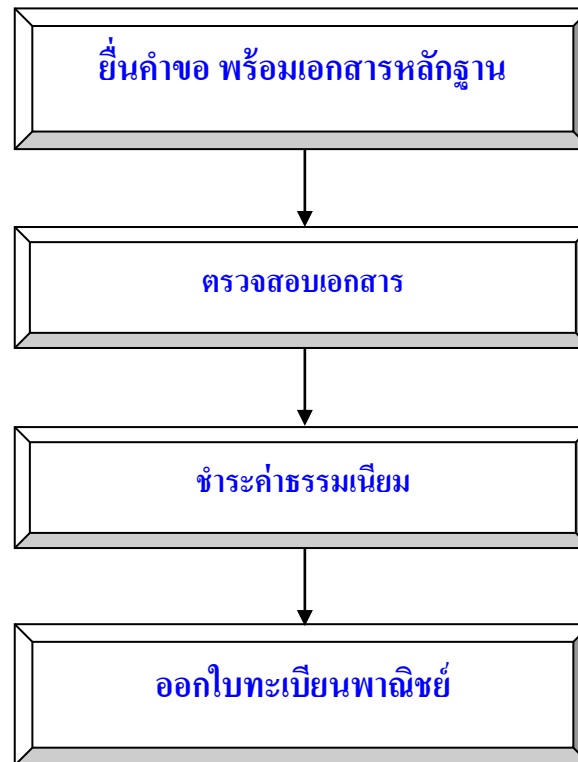 ยื่นคำขอ พร้อมเอกสารหลักฐาน
ตรวจสอบเอกสาร
ชำระค่าธรรมเนียม
ออกใบทะเบียนพาณิชย์